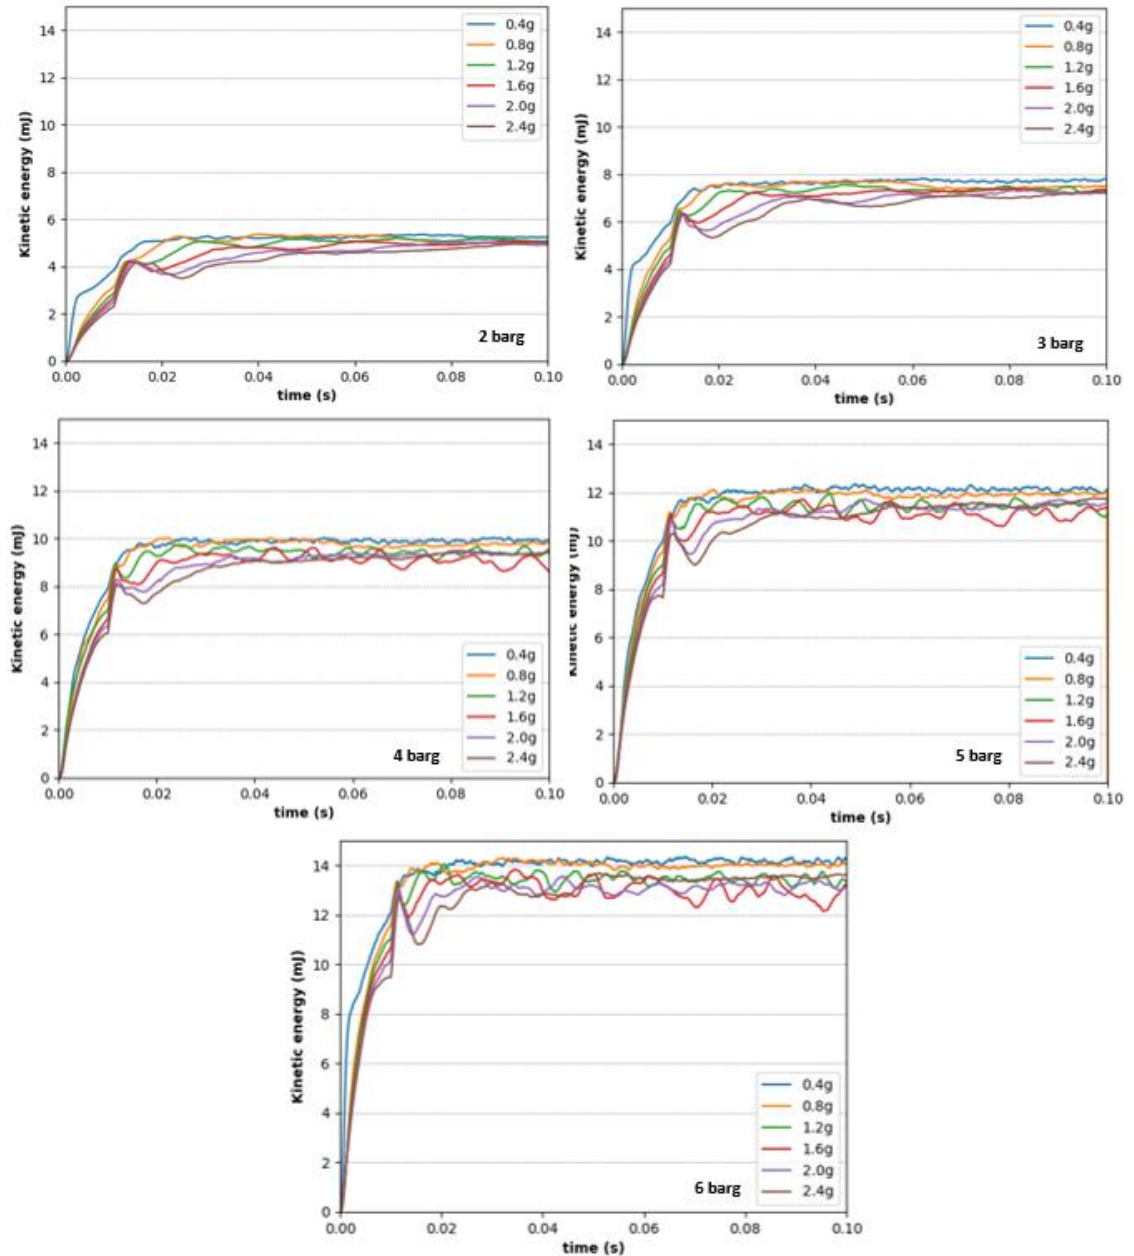 Kinetic energy (mJ)
14
12
10
8
6
4
2
0
0.4g
0.8g
1.2g
1.6g
2.0g
2.4g
2 barg
0.00 0.02 0.04 0.06 0.08 0.10
time (s)
Kinetic energy (mJ)
14
12
10
8
6
4
2
0
0.4g
0.8g
1.2g
1.6g
2.0g
2.4g
3 barg
0.00 0.02 0.04 0.06 0.08 0.10
time (s)
Kinetic energy (mJ)
14
12
10
8
6
4
2
0
0.4g
0.8g
1.2g
1.6g
2.0g
2.4g
4 barg
0.00 0.02 0.04 0.06 0.08 0.10
time (s)
Kinetic energy (mJ)
14
12
10
8
6
4
2
0
0.4g
0.8g
1.2g
1.6g
2.0g
2.4g
5 barg
0.00 0.02 0.04 0.06 0.08 0.10
time (s)
Kinetic energy (mJ)
14
12
10
8
6
4
2
0
0.4g
0.8g
1.2g
1.6g
2.0g
2.4g
6 barg
0.00 0.02 0.04 0.06 0.08 0.10
time (s)